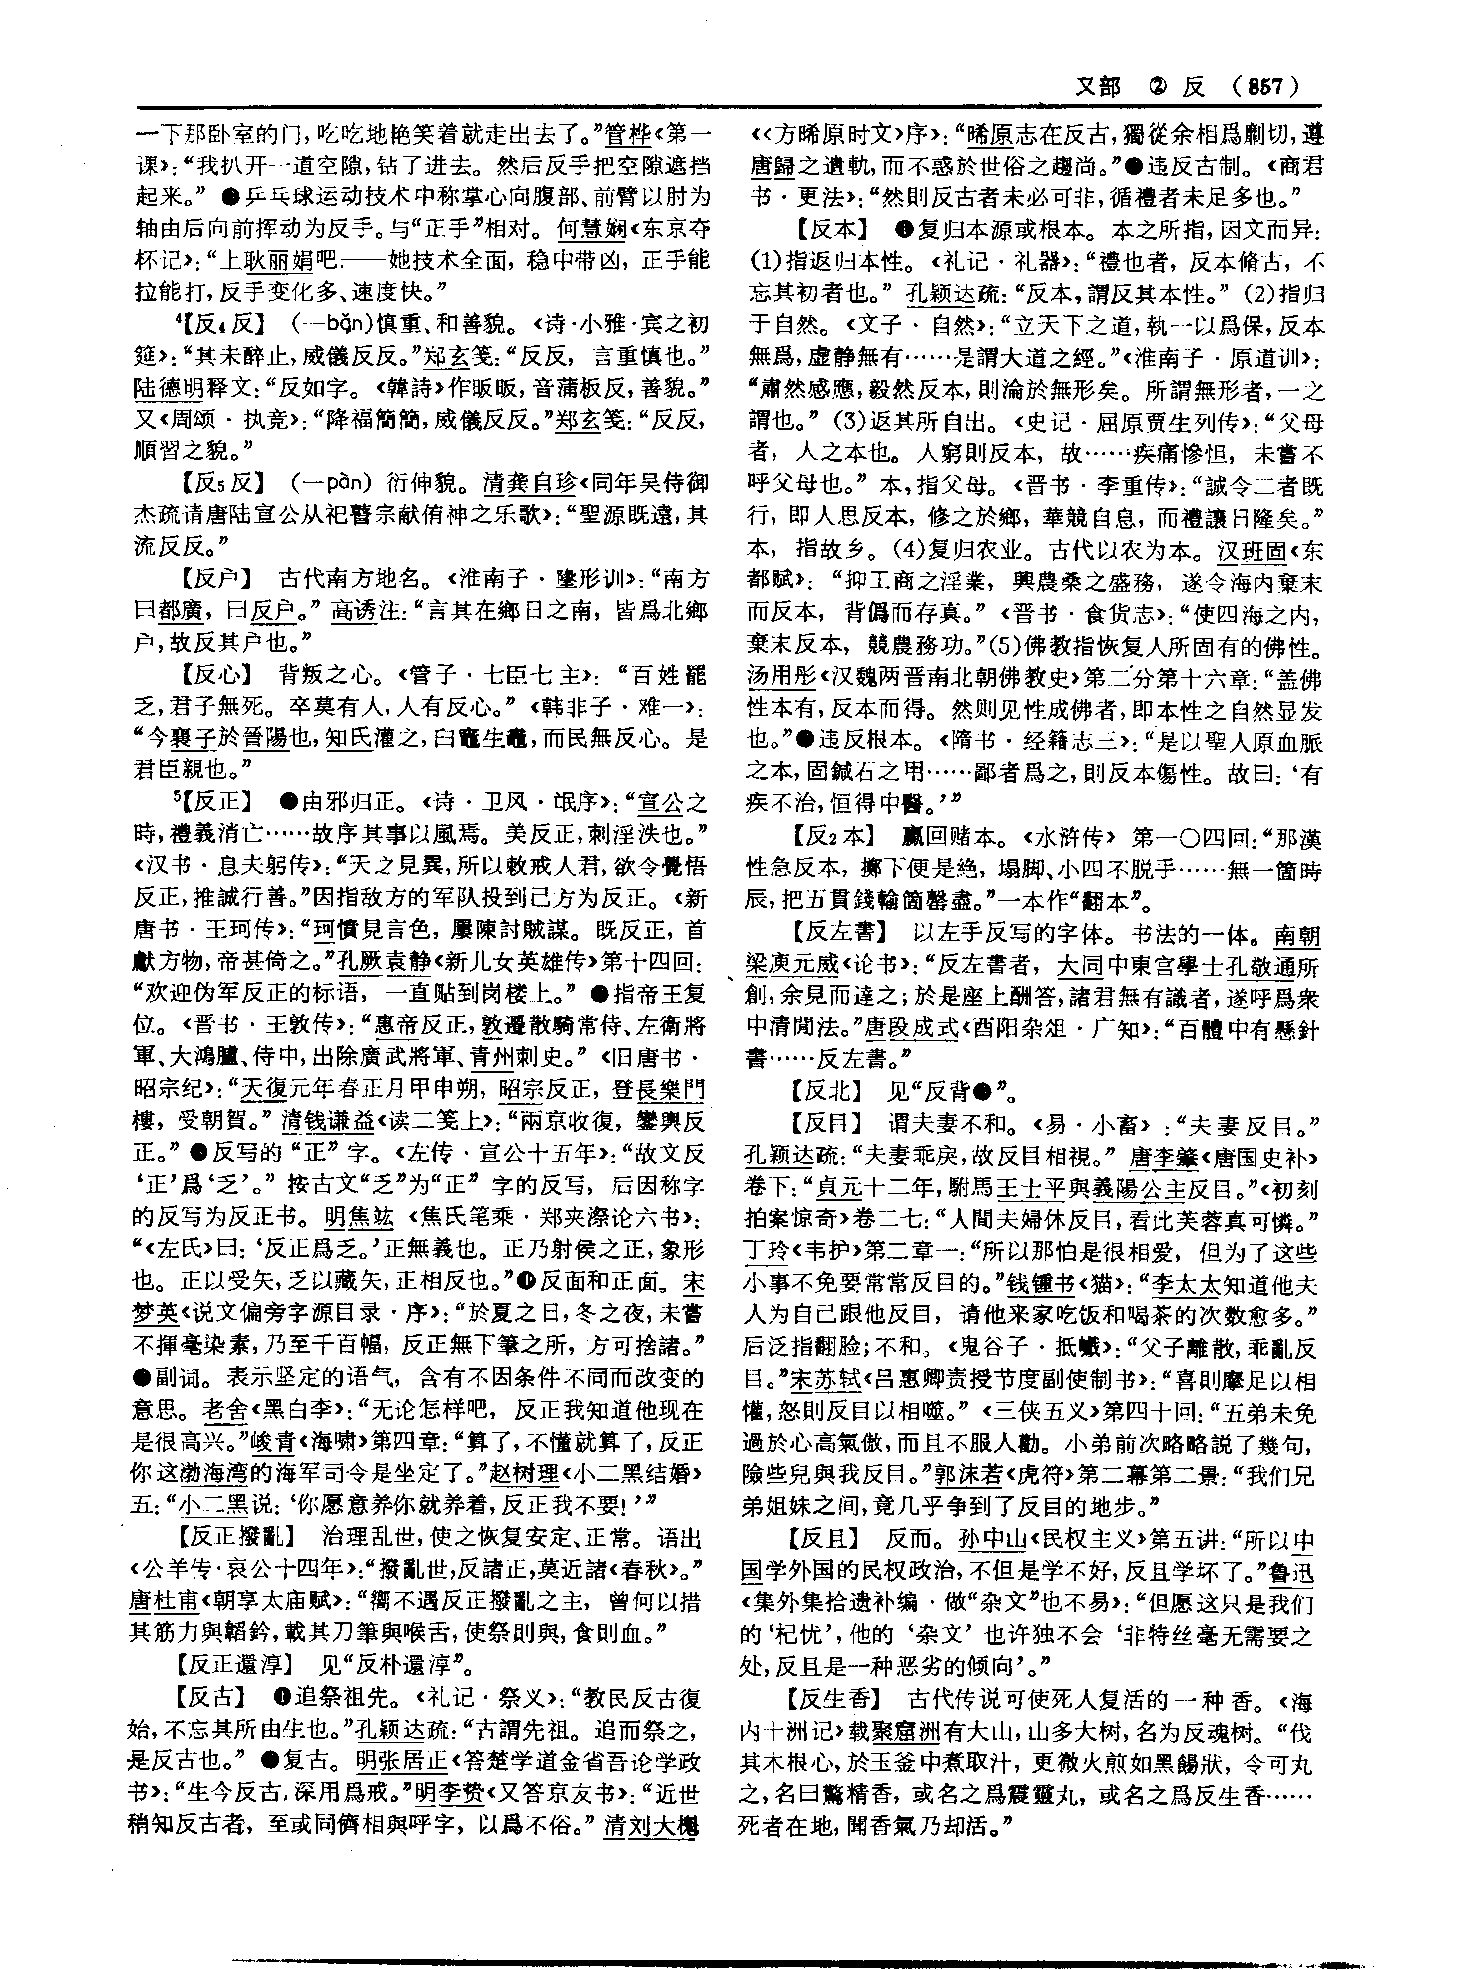 又部 ② 反 （857）
一下那卧室的门，吃吃地艳笑着就走出去了。”管桦《第一
课》：“我扒开一道空隙，钻了进去。然后反手把空隙遮挡
起来。” ●乒乓球运动技术中称掌心向腹部、前臂以肘为
轴由后向前挥动为反手。与“正手”相对。何慧娴《东京夺
杯记》：“上耿丽娟吧——她技术全面，稳中带凶，正手能
拉能打，反手变化多、速度快。”
4【反4反】（—bǎn）慎重、和善貌。《诗·小雅·宾之初
筵》：“其未醉止，威儀反反。”郑玄笺：“反反，言重慎也。”
陆德明释文：“反如字。《韓詩》作昄昄，音蒲板反，善貌。”
又《周颂·执竞》：“降福簡簡，威儀反反。”郑玄笺：“反反，
順習之貌。”
【反5反】（—pàn）衍伸貌。清龚自珍《同年吴侍御
杰疏请唐陆宣公从祀瞽宗献侑神之乐歌》：“聖源既遠，其
流反反。”
【反户】 古代南方地名。《淮南子·墬形训》：“南方
曰都廣，曰反户。”高诱注：“言其在鄉日之南，皆爲北鄉
户，故反其户也。”
【反心】 背叛之心。《管子·七臣七主》：“百姓罷
乏，君子無死。卒莫有人，人有反心。”《韩非子·难一》：
“今襄子於晉陽也，知氏灌之，臼竈生鼃，而民無反心。是
君臣親也。”
5【反正】 ●由邪归正。《诗·卫风·氓序》：“宣公之
時，禮義消亡……故序其事以風焉。美反正，刺淫泆也。”
《汉书·息夫躬传》：“天之見異，所以敕戒人君，欲令覺悟
反正，推誠行善。”因指敌方的军队投到己方为反正。《新
唐书·王珂传》：“珂憤見言色，屢陳討賊謀。既反正，首
獻方物，帝甚倚之。”孔厥袁静《新儿女英雄传》第十四回：
“欢迎伪军反正的标语，一直贴到岗楼上。” ●指帝王复
位。《晋书·王敦传》：“惠帝反正，敦遷散騎常侍、左衛將
軍、大鴻臚、侍中，出除廣武將軍、青州刺史。”《旧唐书·
昭宗纪》：“天復元年春正月甲申朔，昭宗反正，登長樂門
樓，受朝賀。”清钱谦益《读二笺上》：“兩京收復，鑾輿反
正。”●反写的“正”字。《左传·宣公十五年》：“故文反
‘正’爲‘乏’。”按古文“乏”为“正”字的反写，后因称字
的反写为反正书。明焦竑《焦氏笔乘·郑夹漈论六书》：
“《左氏》曰：‘反正爲乏。’正無義也。正乃射侯之正，象形
也。正以受矢，乏以藏矢，正相反也。”❶反面和正面。宋
梦英《说文偏旁字源目录·序》：“於夏之日，冬之夜，未嘗
不揮毫染素，乃至千百幅，反正無下筆之所，方可捨諸。”
●副词。表示坚定的语气，含有不因条件不同而改变的
意思。老舍《黑白李》：“无论怎样吧，反正我知道他现在
是很高兴。”峻青《海啸》第四章：“算了，不懂就算了，反正
你这渤海湾的海军司令是坐定了。”赵树理《小二黑结婚》
五：“小二黑说：‘你愿意养你就养着，反正我不要！’”
【反正撥亂】 治理乱世，使之恢复安定、正常。语出
《公羊传·哀公十四年》：“撥亂世，反諸正，莫近諸《春秋》。”
唐杜甫《朝享太庙赋》：“嚮不遇反正撥亂之主，曾何以措
其筋力與韜鈐，載其刀筆與喉舌，使祭則與，食則血。”
【反正還淳】 见“反朴還淳”。
【反古】 ❶追祭祖先。《礼记·祭义》：“教民反古復
始，不忘其所由生也。”孔颖达疏：“古謂先祖。追而祭之，
是反古也。” ●复古。明张居正《答楚学道金省吾论学政
书》：“生今反古，深用爲戒。”明李贽《又答京友书》：“近世
稍知反古者，至或同儕相與呼字，以爲不俗。”清刘大櫆
《〈方晞原时文〉序》：“晞原志在反古，獨從余相爲劘切，遵
唐歸之遺軌，而不惑於世俗之趨尚。”●违反古制。《商君
书·更法》：“然則反古者未必可非，循禮者未足多也。”
【反本】 ❶复归本源或根本。本之所指，因文而异：
（1）指返归本性。《礼记·礼器》：“禮也者，反本脩古，不
忘其初者也。”孔颖达疏：“反本，謂反其本性。”（2）指归
于自然。《文子·自然》：“立天下之道，執一以爲保，反本
無爲，虚静無有……是謂大道之經。”《淮南子·原道训》：
“肅然感應，毅然反本，則淪於無形矣。所謂無形者，一之
謂也。”（3）返其所自出。《史记·屈原贾生列传》：“父母
者，人之本也。人窮則反本，故……疾痛慘怛，未嘗不
呼父母也。”本，指父母。《晋书·李重传》：“誠令二者既
行，即人思反本，修之於鄉，華競自息，而禮讓日隆矣。”
本，指故乡。（4）复归农业。古代以农为本。汉班固《东
都赋》：“抑工商之淫業，興農桑之盛務，遂令海内棄末
而反本，背僞而存真。”《晋书·食货志》：“使四海之内，
棄末反本，競農務功。”（5）佛教指恢复人所固有的佛性。
汤用彤《汉魏两晋南北朝佛教史》第二分第十六章：“盖佛
性本有，反本而得。然则见性成佛者，即本性之自然显发
也。”●违反根本。《隋书·经籍志三》：“是以聖人原血脈
之本，固鍼石之用……鄙者爲之，則反本傷性。故曰：‘有
疾不治，恒得中醫。’”
【反2本】 赢回赌本。《水浒传》第一〇四回：“那漢
性急反本，擲下便是絶，塌脚、小四不脱手……無一箇時
辰，把五貫錢輸箇罄盡。”一本作“翻本”。
【反左書】 以左手反写的字体。书法的一体。南朝
梁庾元威《论书》：“反左書者，大同中東宫學士孔敬通所
創，余見而達之；於是座上酬答，諸君無有識者，遂呼爲衆
中清閒法。”唐段成式《酉阳杂俎·广知》：“百體中有懸針
書……反左書。”
【反北】 见“反背●”。
【反目】 谓夫妻不和。《易·小畜》：“夫妻反目。”
孔颖达疏：“夫妻乖戾，故反目相視。”唐李肇《唐国史补》
卷下：“貞元十二年，駙馬王士平與義陽公主反目。”《初刻
拍案惊奇》卷二七：“人間夫婦休反目，看此芙蓉真可憐。”
丁玲《韦护》第二章一：“所以那怕是很相爱，但为了这些
小事不免要常常反目的。”钱锺书《猫》：“李太太知道他夫
人为自己跟他反目，请他来家吃饭和喝茶的次数愈多。”
后泛指翻脸；不和。《鬼谷子·抵巇》：“父子離散，乖亂反
目。”宋苏轼《吕惠卿责授节度副使制书》：“喜則摩足以相
懽，怒則反目以相噬。”《三侠五义》第四十回：“五弟未免
過於心高氣傲，而且不服人勸。小弟前次略略説了幾句，
險些兒與我反目。”郭沫若《虎符》第二幕第二景：“我们兄
弟姐妹之间，竟几乎争到了反目的地步。”
【反且】 反而。孙中山《民权主义》第五讲：“所以中
国学外国的民权政治，不但是学不好，反且学坏了。”鲁迅
《集外集拾遗补编·做“杂文”也不易》：“但愿这只是我们
的‘杞忧’，他的‘杂文’也许独不会‘非特丝毫无需要之
处，反且是一种恶劣的倾向’。”
【反生香】 古代传说可使死人复活的一种香。《海
内十洲记》载聚窟洲有大山，山多大树，名为反魂树。“伐
其木根心，於玉釜中煮取汁，更微火煎如黑餳狀，令可丸
之，名曰驚精香，或名之爲震靈丸，或名之爲反生香……
死者在地，聞香氣乃却活。”